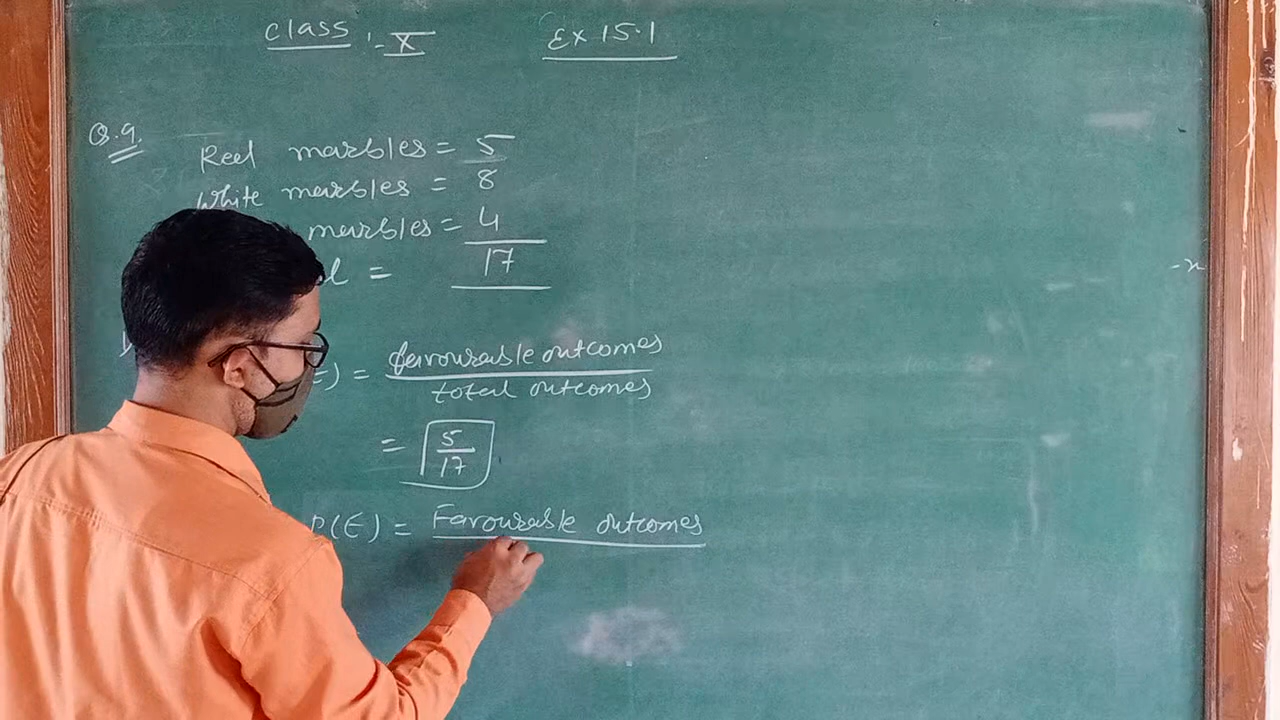 class :- X Ex 15.1
Q.9.
Red marbles = 5
White marbles = 8
marbles = 4
l = 17
E) = favourable outcomes
total outcomes
= 5
17
P(E) = Favourable outcomes
-x